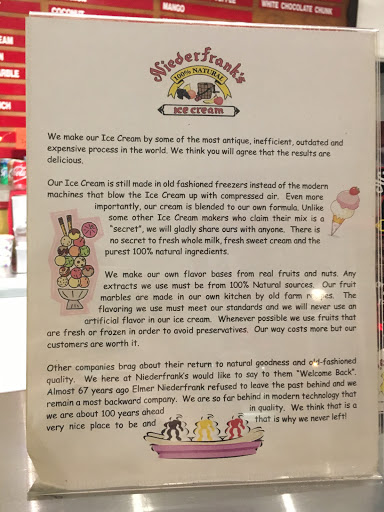 COCONUT
MANGO
WHITE CHOCOLATE CHUNK
Niederfrank's
100% NATURAL
ICE CREAM
We make our Ice Cream by some of the most antique, inefficient, outdated and
expensive process in the world. We think you will agree that the results are
delicious.
Our Ice Cream is still made in old fashioned freezers instead of the modern
machines that blow the Ice Cream up with compressed air. Even more
importantly, our cream is blended to our own formula. Unlike
some other Ice Cream makers who claim their mix is a
"secret", we will gladly share ours with anyone. There is
no secret to fresh whole milk, fresh sweet cream and the
purest 100% natural ingredients.
We make our own flavor bases from real fruits and nuts. Any
extracts we use must be from 100% Natural sources. Our fruit
marbles are made in our own kitchen by old farm
The
flavoring we use must meet our standards and we will never use an
artificial flavor in our ice cream. Whenever possible we use fruits that
are fresh or frozen in order to avoid preservatives. Our way costs more but our
customers are worth it.
Other companies brag about their return to natural goodness and old-fashioned
quality. We here at Niederfrank's would like to say to them "Welcome Back".
Almost 67 years ago Elmer Niederfrank refused to leave the past behind and we
remain a most backward company. We are so far behind in modern technology that
we are about 100 years ahead in quality. We think that is a
very nice place to be and that is why we never left!